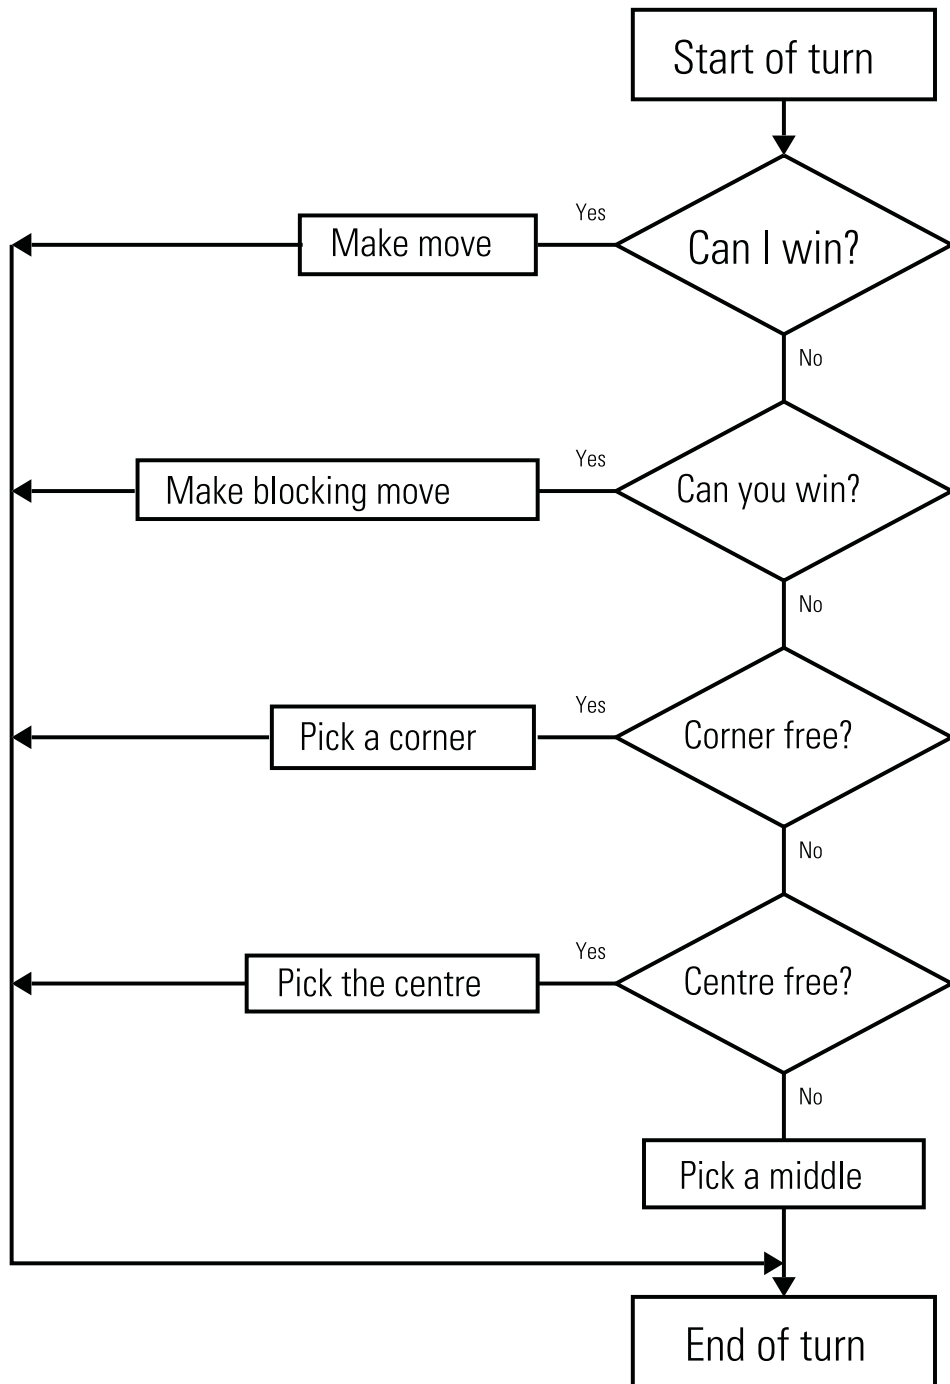 Start of turn
Can I win?
Yes
Make move
No
Can you win?
Yes
Make blocking move
No
Corner free?
Yes
Pick a corner
No
Centre free?
Yes
Pick the centre
No
Pick a middle
End of turn